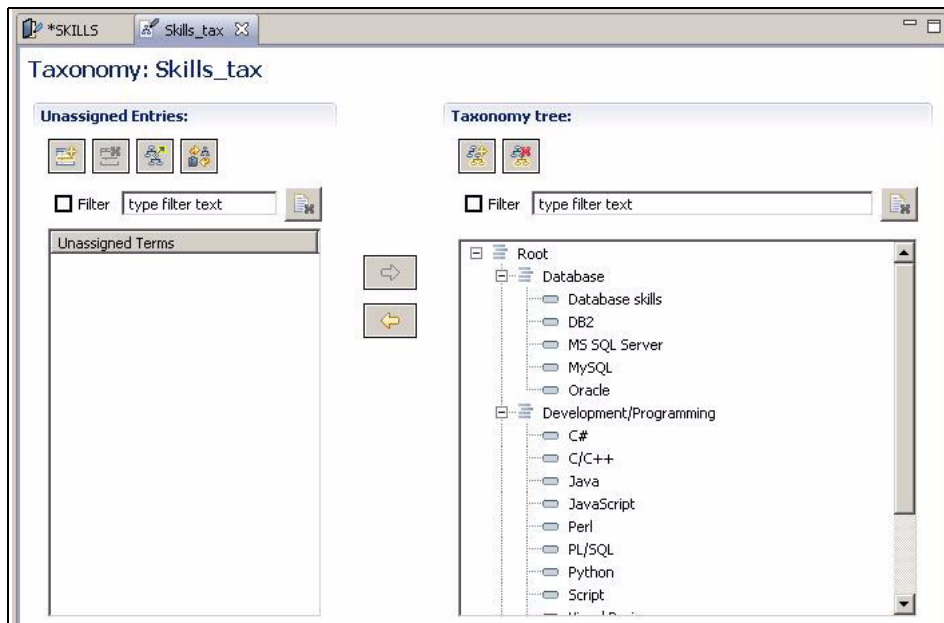 *SKILLS
Skills_tax
Taxonomy: Skills_tax
Unassigned Entries:
Filter
type filter text
Unassigned Terms
Taxonomy tree:
Filter
type filter text
Root
Database
Database skills
DB2
MS SQL Server
MySQL
Oracle
Development/Programming
C#
C/C++
Java
JavaScript
Perl
PL/SQL
Python
Script